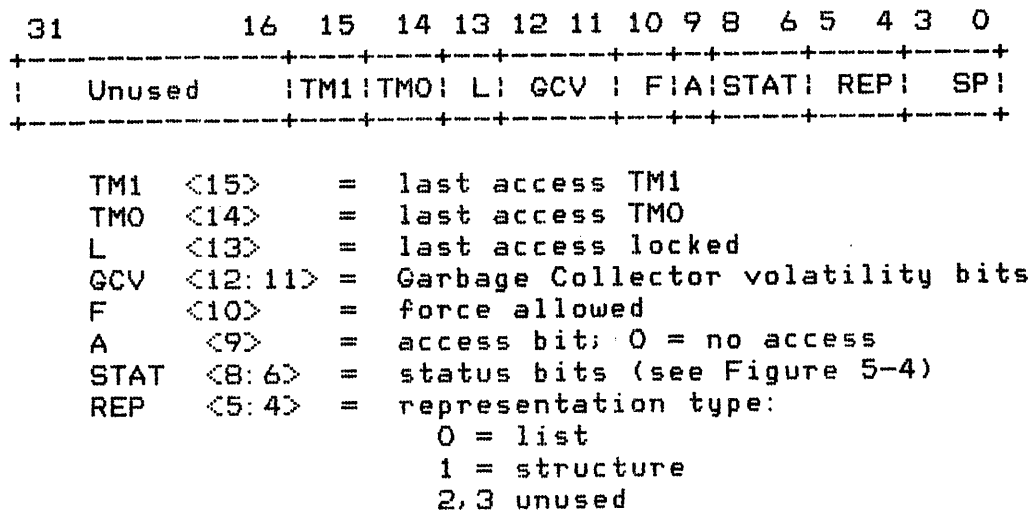 31 16 15 14 13 12 11 10 9 8 6 5 4 3 0
+-----------------+----+----+---+-------+---+-+-----+-----+------+
¦ Unused ¦TM1¦TM0¦ L¦ GCV ¦ F¦A¦STAT¦ REP¦ SP¦
+-----------------+----+----+---+-------+---+-+-----+-----+------+
TM1 <15> = last access TM1
TM0 <14> = last access TM0
L <13> = last access locked
GCV <12:11> = Garbage Collector volatility bits
F <10> = force allowed
A <9> = access bit; 0 = no access
STAT <8:6> = status bits (see Figure 5-4)
REP <5:4> = representation type:
0 = list
1 = structure
2,3 unused